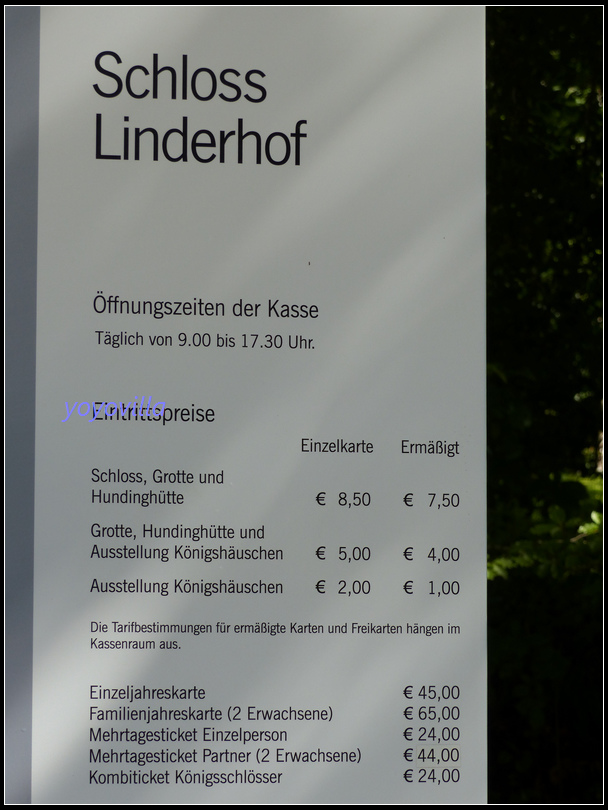 Schloss
Linderhof
Öffnungszeiten der Kasse
Täglich von 9.00 bis 17.30 Uhr.
yoyovilla
Eintrittspreise
Einzelkarte Ermäßigt
Schloss, Grotte und
Hundinghütte € 8,50 € 7,50
Grotte, Hundinghütte und
Ausstellung Königshäuschen € 5,00 € 4,00
Ausstellung Königshäuschen € 2,00 € 1,00
Die Tarifbestimmungen für ermäßigte Karten und Freikarten hängen im
Kassenraum aus.
Einzeljahreskarte € 45,00
Familienjahreskarte (2 Erwachsene) € 65,00
Mehrtagesticket Einzelperson € 24,00
Mehrtagesticket Partner (2 Erwachsene) € 44,00
Kombiticket Königsschlösser € 24,00